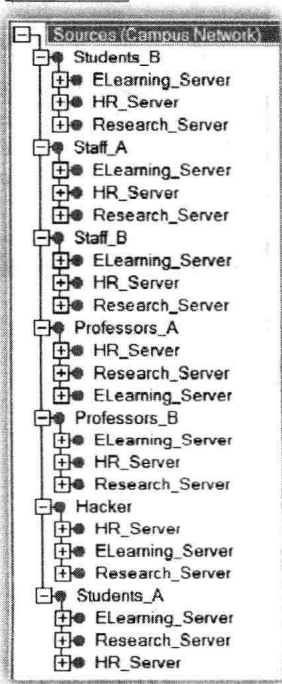 Sources (Campus Network)
Students_B
ELearning_Server
HR_Server
Research_Server
Staff_A
ELearning_Server
HR_Server
Research_Server
Staff_B
ELearning_Server
HR_Server
Research_Server
Professors_A
HR_Server
Research_Server
ELearning_Server
Professors_B
ELearning_Server
HR_Server
Research_Server
Hacker
HR_Server
ELearning_Server
Research_Server
Students_A
ELearning_Server
Research_Server
HR_Server